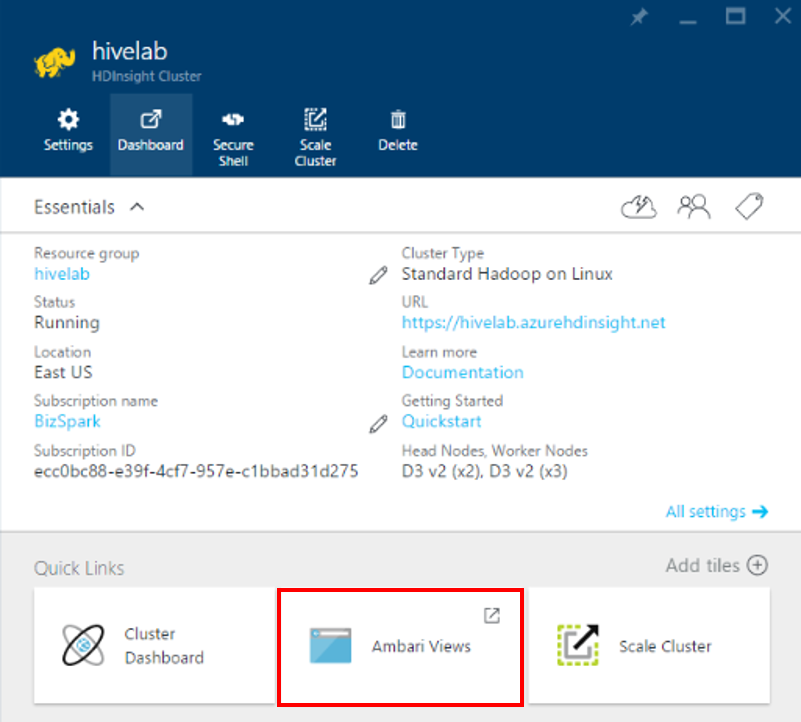 hivelab
HDInsight Cluster
Settings
Dashboard
Secure
Shell
Scale
Cluster
Delete
Essentials
Resource group
hivelab
Status
Running
Location
East US
Subscription name
BizSpark
Subscription ID
ecc0bc88-e39f-4cf7-957e-c1bbad31d275
Cluster Type
Standard Hadoop on Linux
URL
https://hivelab.azurehdinsight.net
Learn more
Documentation
Getting Started
Quickstart
Head Nodes, Worker Nodes
D3 v2 (x2), D3 v2 (x3)
All settings
Quick Links
Add tiles
Cluster
Dashboard
Ambari Views
Scale Cluster